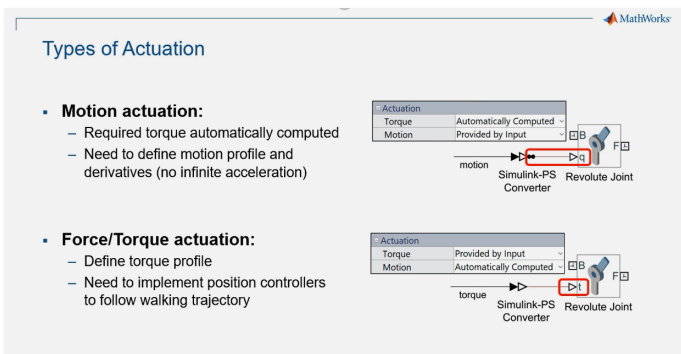 MathWorks
Types of Actuation
▪ Motion actuation:
– Required torque automatically computed
– Need to define motion profile and
derivatives (no infinite acceleration)
Actuation
Torque Automatically Computed
Motion Provided by Input
B
F
q
motion
Simulink-PS
Converter
Revolute Joint
▪ Force/Torque actuation:
– Define torque profile
– Need to implement position controllers
to follow walking trajectory
Actuation
Torque Provided by Input
Motion Automatically Computed
B
F
t
torque
Simulink-PS
Converter
Revolute Joint